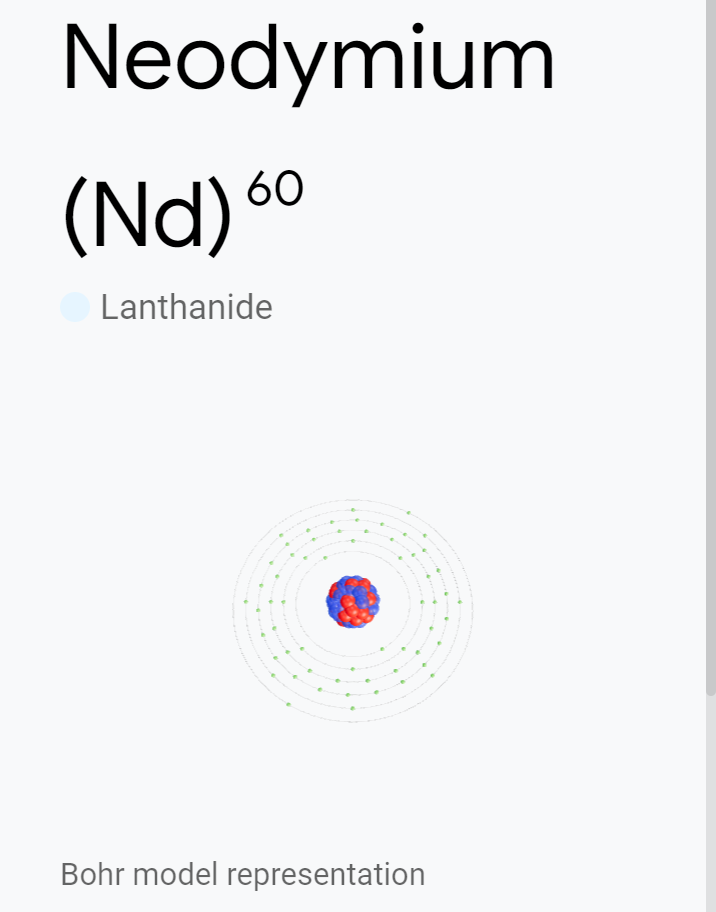 Neodymium
(Nd) 60
Lanthanide
Bohr model representation